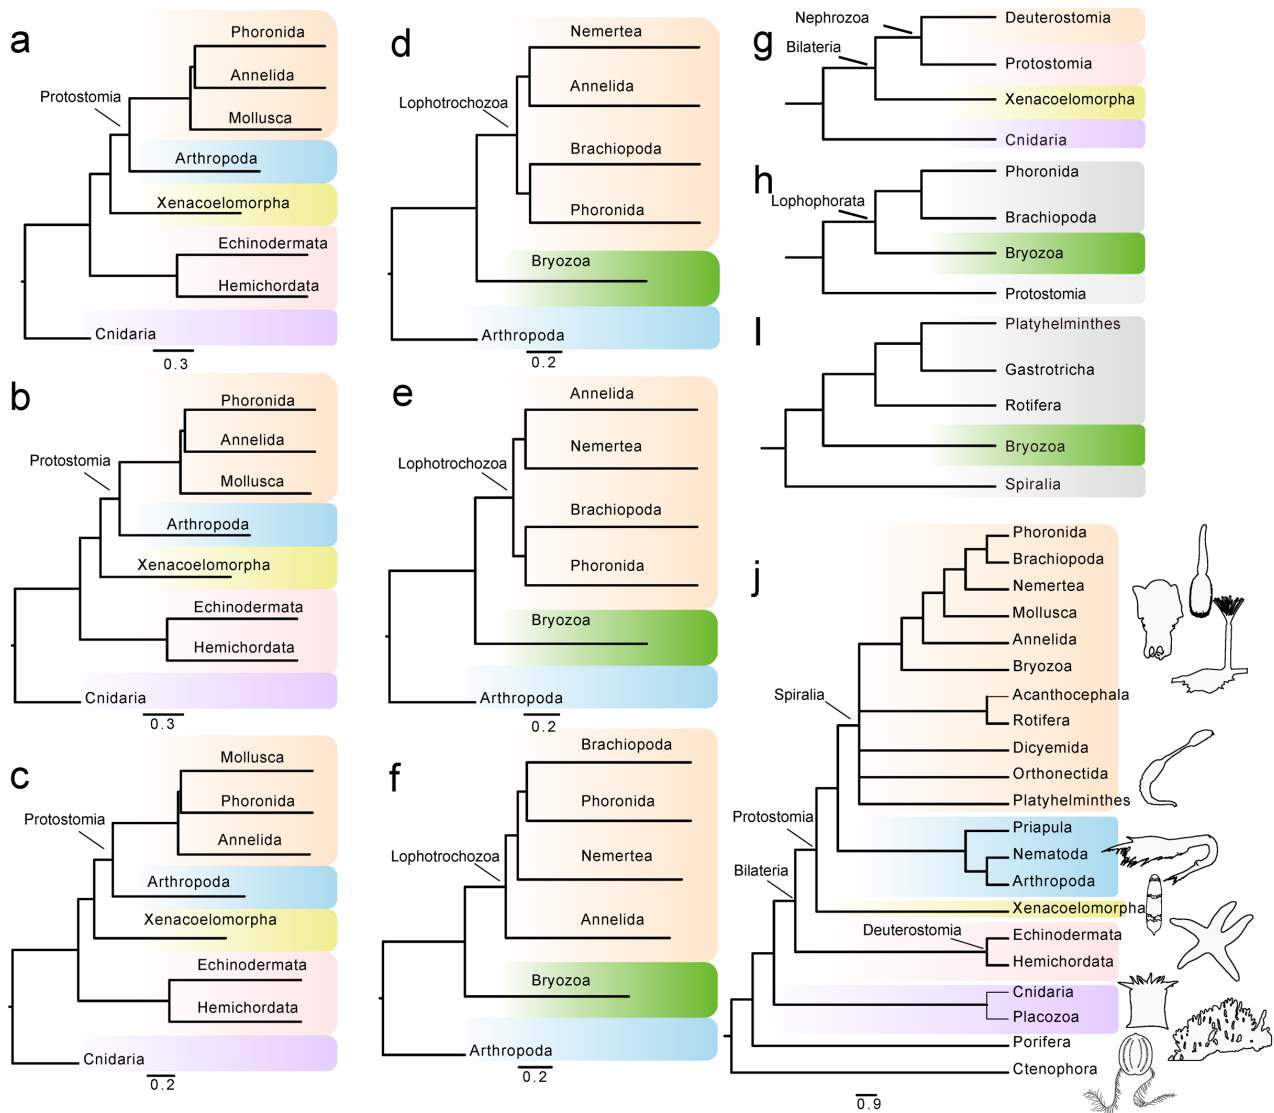 a
Phoronida
Annelida
Protostomia
Mollusca
Arthropoda
Xenacoelomorpha
Echinodermata
Hemichordata
Cnidaria
0.3
b
Phoronida
Annelida
Protostomia
Mollusca
Arthropoda
Xenacoelomorpha
Echinodermata
Hemichordata
Cnidaria
0.3
c
Mollusca
Phoronida
Protostomia
Annelida
Arthropoda
Xenacoelomorpha
Echinodermata
Hemichordata
Cnidaria
0.2
d
Nemertea
Annelida
Lophotrochozoa
Brachiopoda
Phoronida
Bryozoa
Arthropoda
0.2
e
Annelida
Nemertea
Lophotrochozoa
Brachiopoda
Phoronida
Bryozoa
Arthropoda
0.2
f
Brachiopoda
Phoronida
Lophotrochozoa
Nemertea
Annelida
Bryozoa
Arthropoda
0.2
g
Nephrozoa
Deuterostomia
Bilateria
Protostomia
Xenacoelomorpha
Cnidaria
h
Phoronida
Lophophorata
Brachiopoda
Bryozoa
Protostomia
I
Platyhelminthes
Gastrotricha
Rotifera
Bryozoa
Spiralia
j
Phoronida
Brachiopoda
Nemertea
Mollusca
Annelida
Bryozoa
Spiralia
Acanthocephala
Rotifera
Dicyemida
Orthonectida
Platyhelminthes
Protostomia
Priapula
Nematoda
Bilateria
Arthropoda
Xenacoelomorpha
Deuterostomia
Echinodermata
Hemichordata
Cnidaria
Placozoa
Porifera
Ctenophora
0.9